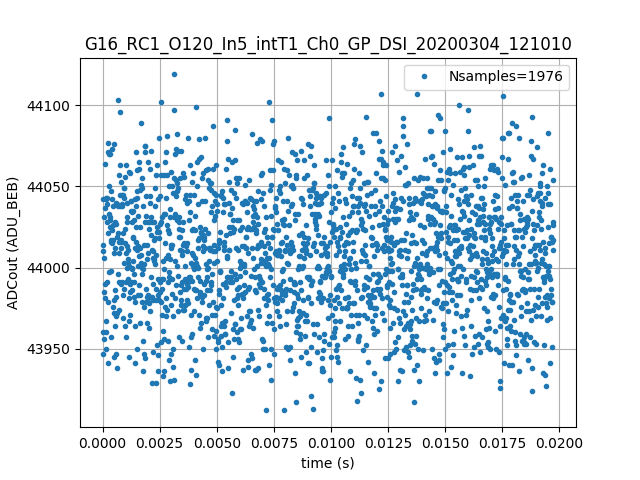 G16_RC1_O120_In5_intT1_Ch0_GP_DSI_20200304_121010
Nsamples=1976
44100
44050
44000
43950
ADCout (ADU_BEB)
0.0000 0.0025 0.0050 0.0075 0.0100 0.0125 0.0150 0.0175 0.0200
time (s)